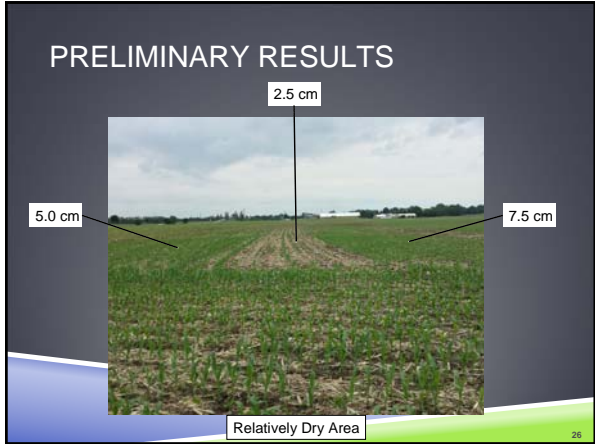 PRELIMINARY RESULTS
2.5 cm
5.0 cm
7.5 cm
Relatively Dry Area
26